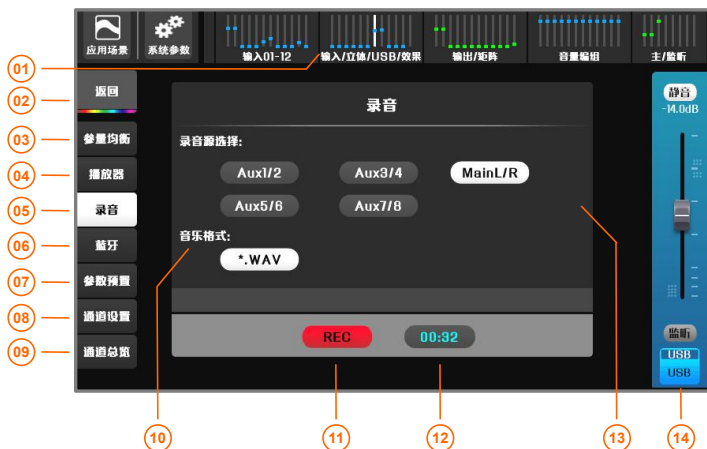 应用场景 系统参数 输入01-12 输入/立体/USB/效果 输出/矩阵 音量编组 主/监听
01
02 返回 录音 静音
-14.0dB
03 参量均衡 录音源选择:
04 播放器 Aux1/2 Aux3/4 MainL/R
05 录音 Aux5/6 Aux7/8
06 蓝牙 音乐格式:
*.WAV
07 参数预置
08 通道设置
REC 00:32 监听
09 通道总览 USB
USB
10 11 12 13 14